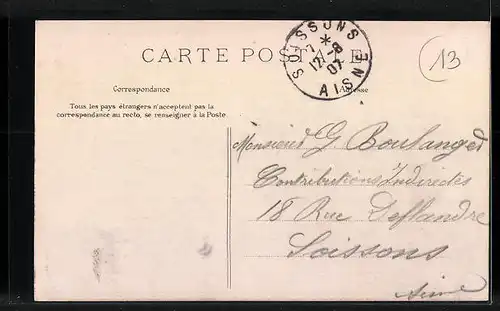 CARTE POSTALE
SOISSONS
7 *
12 -8
07
AISNE
13
Correspondance
Adresse
Tous les pays étrangers n'acceptent pas la
correspondance au recto, se renseigner à la Poste
Monsieur G Boulanger
Contributions Indirectes
18 Rue Deflandre
Soissons
Aisne